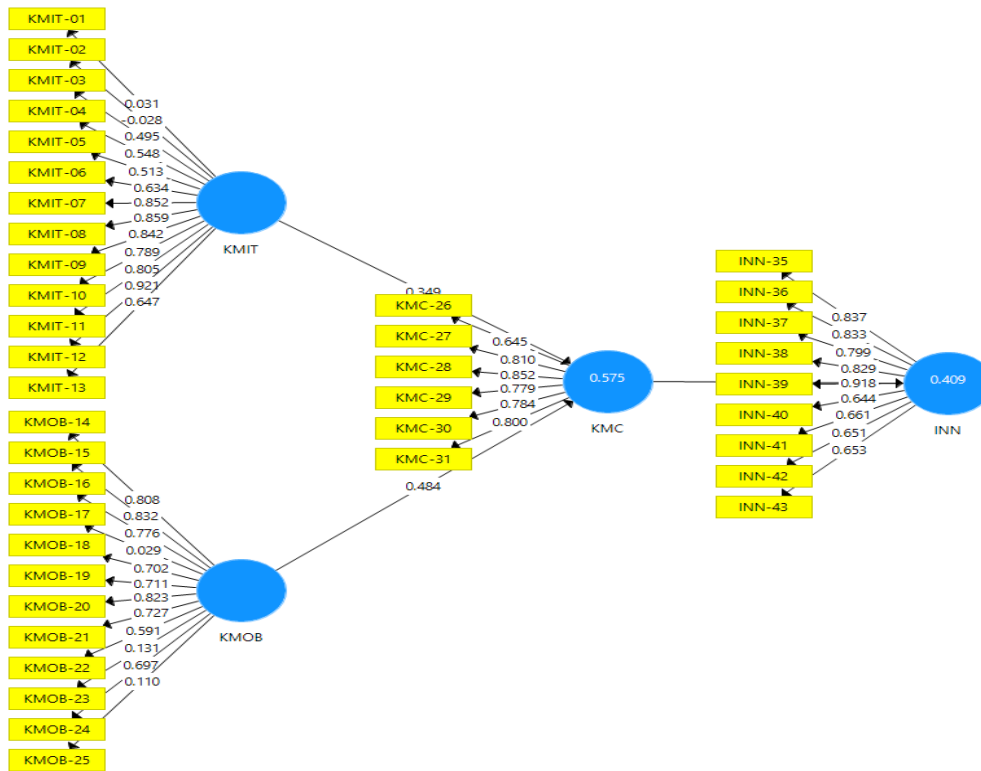 KMIT-01
KMIT-02
KMIT-03
KMIT-04
KMIT-05
KMIT-06
KMIT-07
KMIT-08
KMIT-09
KMIT-10
KMIT-11
KMIT-12
KMIT-13
0.031
-0.028
0.495
0.548
0.513
0.634
0.852
0.859
0.842
0.789
0.805
0.921
0.647
KMIT
KMOB-14
KMOB-15
KMOB-16
KMOB-17
KMOB-18
KMOB-19
KMOB-20
KMOB-21
KMOB-22
KMOB-23
KMOB-24
KMOB-25
0.808
0.832
0.776
0.029
0.702
0.711
0.823
0.727
0.591
0.131
0.697
0.110
KMOB
0.349
0.484
KMC-26
KMC-27
KMC-28
KMC-29
KMC-30
KMC-31
0.645
0.810
0.852
0.779
0.784
0.800
0.575
KMC
INN-35
INN-36
INN-37
INN-38
INN-39
INN-40
INN-41
INN-42
INN-43
0.837
0.833
0.799
0.829
0.918
0.644
0.661
0.651
0.653
0.409
INN